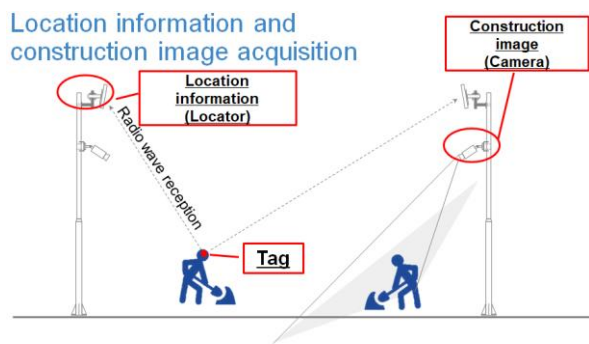 Location information and
construction image acquisition
Construction
image
(Camera)
Location
information
(Locator)
Radio wave reception
Tag